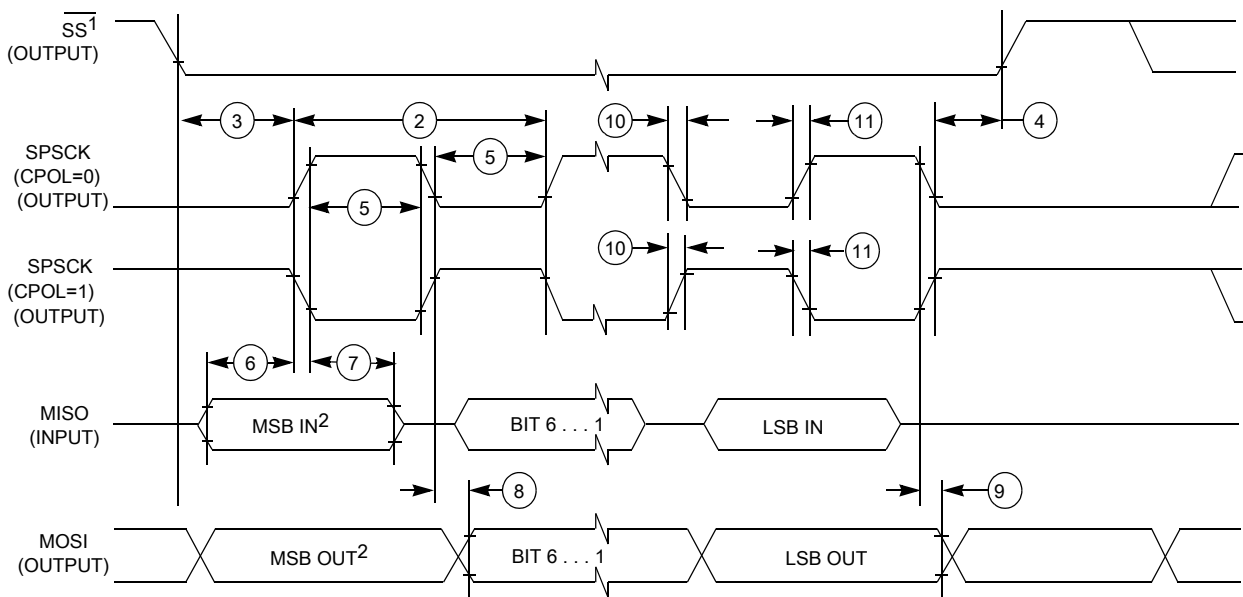 SS1
(OUTPUT)
3
2
10
11
4
SPSCK
(CPOL=0)
(OUTPUT)
5
5
10
11
SPSCK
(CPOL=1)
(OUTPUT)
6
7
MISO
(INPUT)
MSB IN2
BIT 6 . . . 1
LSB IN
8
9
MOSI
(OUTPUT)
MSB OUT2
BIT 6 . . . 1
LSB OUT